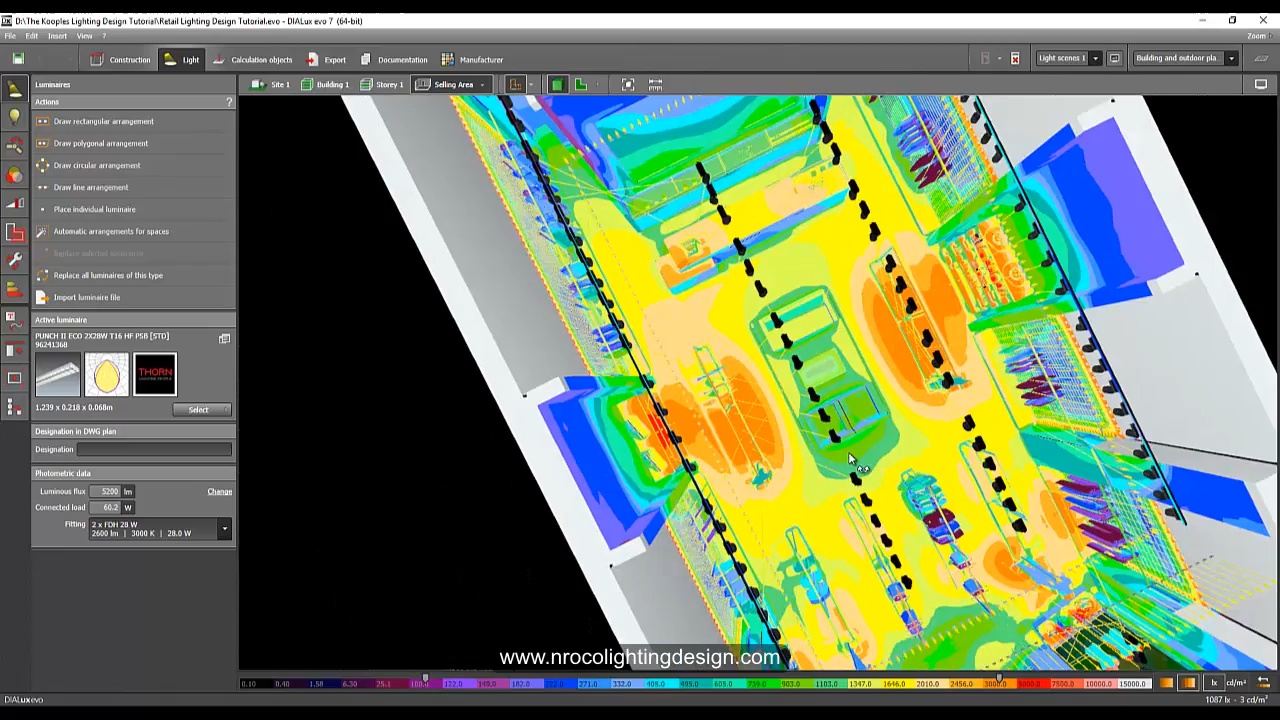 D:\The Kooples Lighting Design Tutorial\Retail Lighting Design Tutorial.evo - DIALux evo 7 (64-bit)
File Edit Insert View ?
Zoom
Construction Light Calculation objects Export Documentation Manufacturer
Light scenes 1 Building and outdoor pla...
Luminaires
Site 1 Building 1 Storey 1 Selling Area
Actions ?
Draw rectangular arrangement
Draw polygonal arrangement
Draw circular arrangement
Draw line arrangement
Place individual luminaire
Automatic arrangements for spaces
Replace selected luminaires
Replace all luminaires of this type
Import luminaire file
Active luminaire
PUNCH II ECO 2X28W T16 HF PSB [STD]
96241368
THORN
1.239 x 0.218 x 0.068m Select
Designation in DWG plan
Designation
Photometric data
Luminous flux 5200 lm Change
Connected load 60.2 W
Fitting 2 x FDH 28 W
2600 lm | 3000 K | 28.0 W
www.nrocolightingdesign.com
0.10 0.40 1.58 6.30 25.1 100.0 122.0 149.0 182.0 222.0 271.0 332.0 405.0 495.0 605.0 739.0 903.0 1103.0 1347.0 1646.0 2010.0 2456.0 3000.0 5000.0 7500.0 10000.0 15000.0 lx cd/m²
DIALux evo 1087 lx - 3 cd/m²